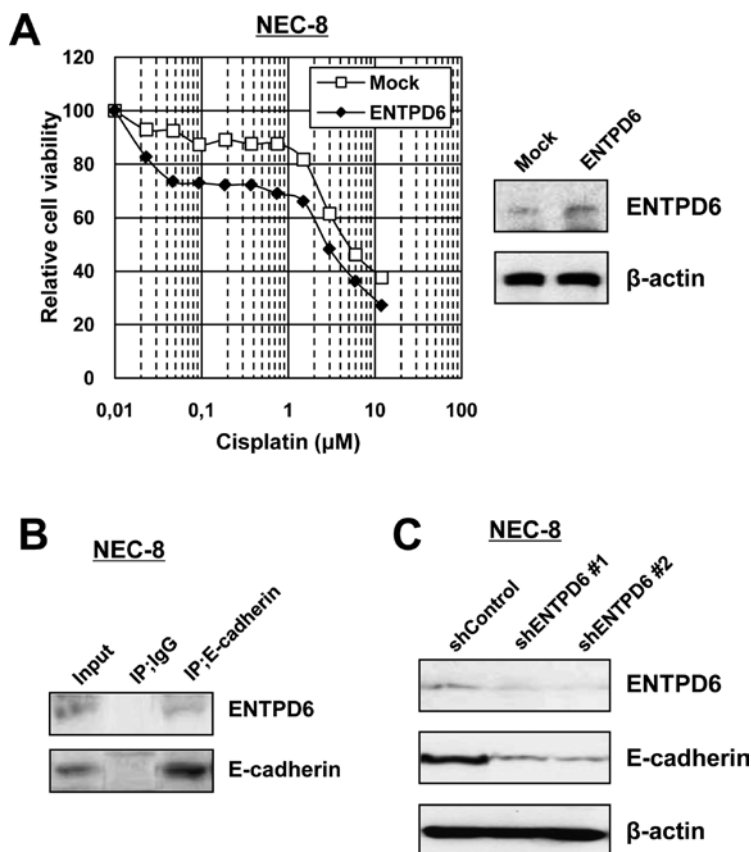 A
NEC-8
120
100
80
60
40
20
0
Relative cell viability
0,01 0,1 1 10 100
Cisplatin (μM)
Mock
ENTPD6
Mock ENTPD6
ENTPD6
β-actin
B
NEC-8
Input IP;IgG IP;E-cadherin
ENTPD6
E-cadherin
C
NEC-8
shControl shENTPD6 #1 shENTPD6 #2
ENTPD6
E-cadherin
β-actin